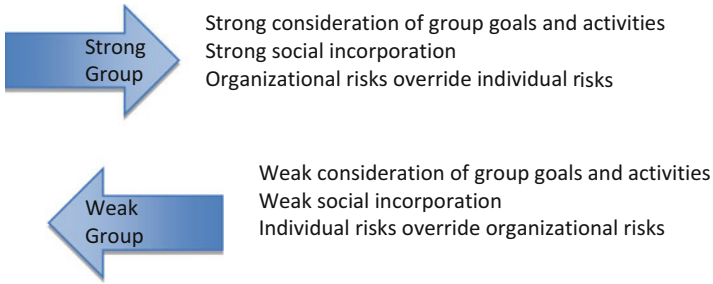 Strong
Group
Strong consideration of group goals and activities
Strong social incorporation
Organizational risks override individual risks
Weak
Group
Weak consideration of group goals and activities
Weak social incorporation
Individual risks override organizational risks